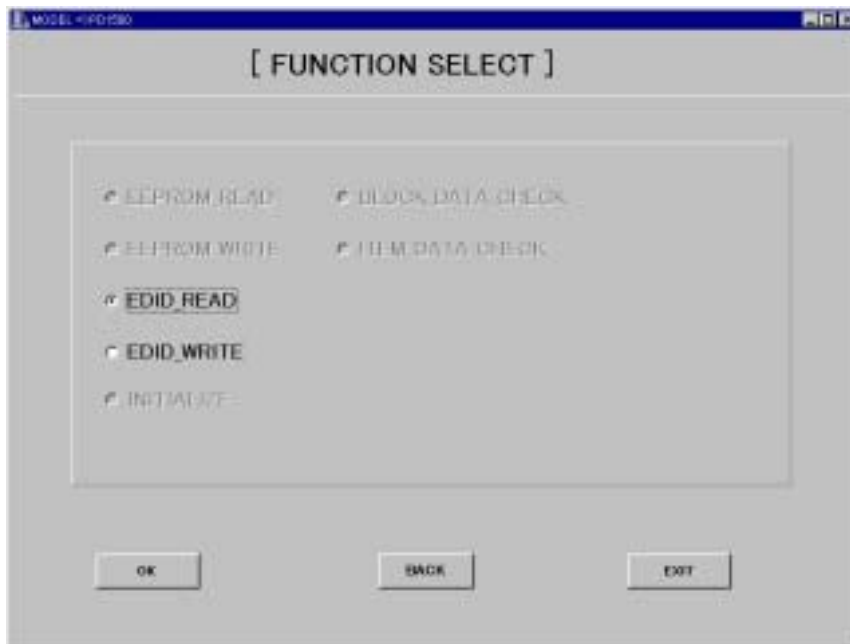 [ FUNCTION SELECT ]
EEPROM READ BLOCK DATA CHECK
EEPROM WRITE ITEM DATA CHECK
EDID_READ
EDID_WRITE
INITIALIZE
OK BACK EXIT